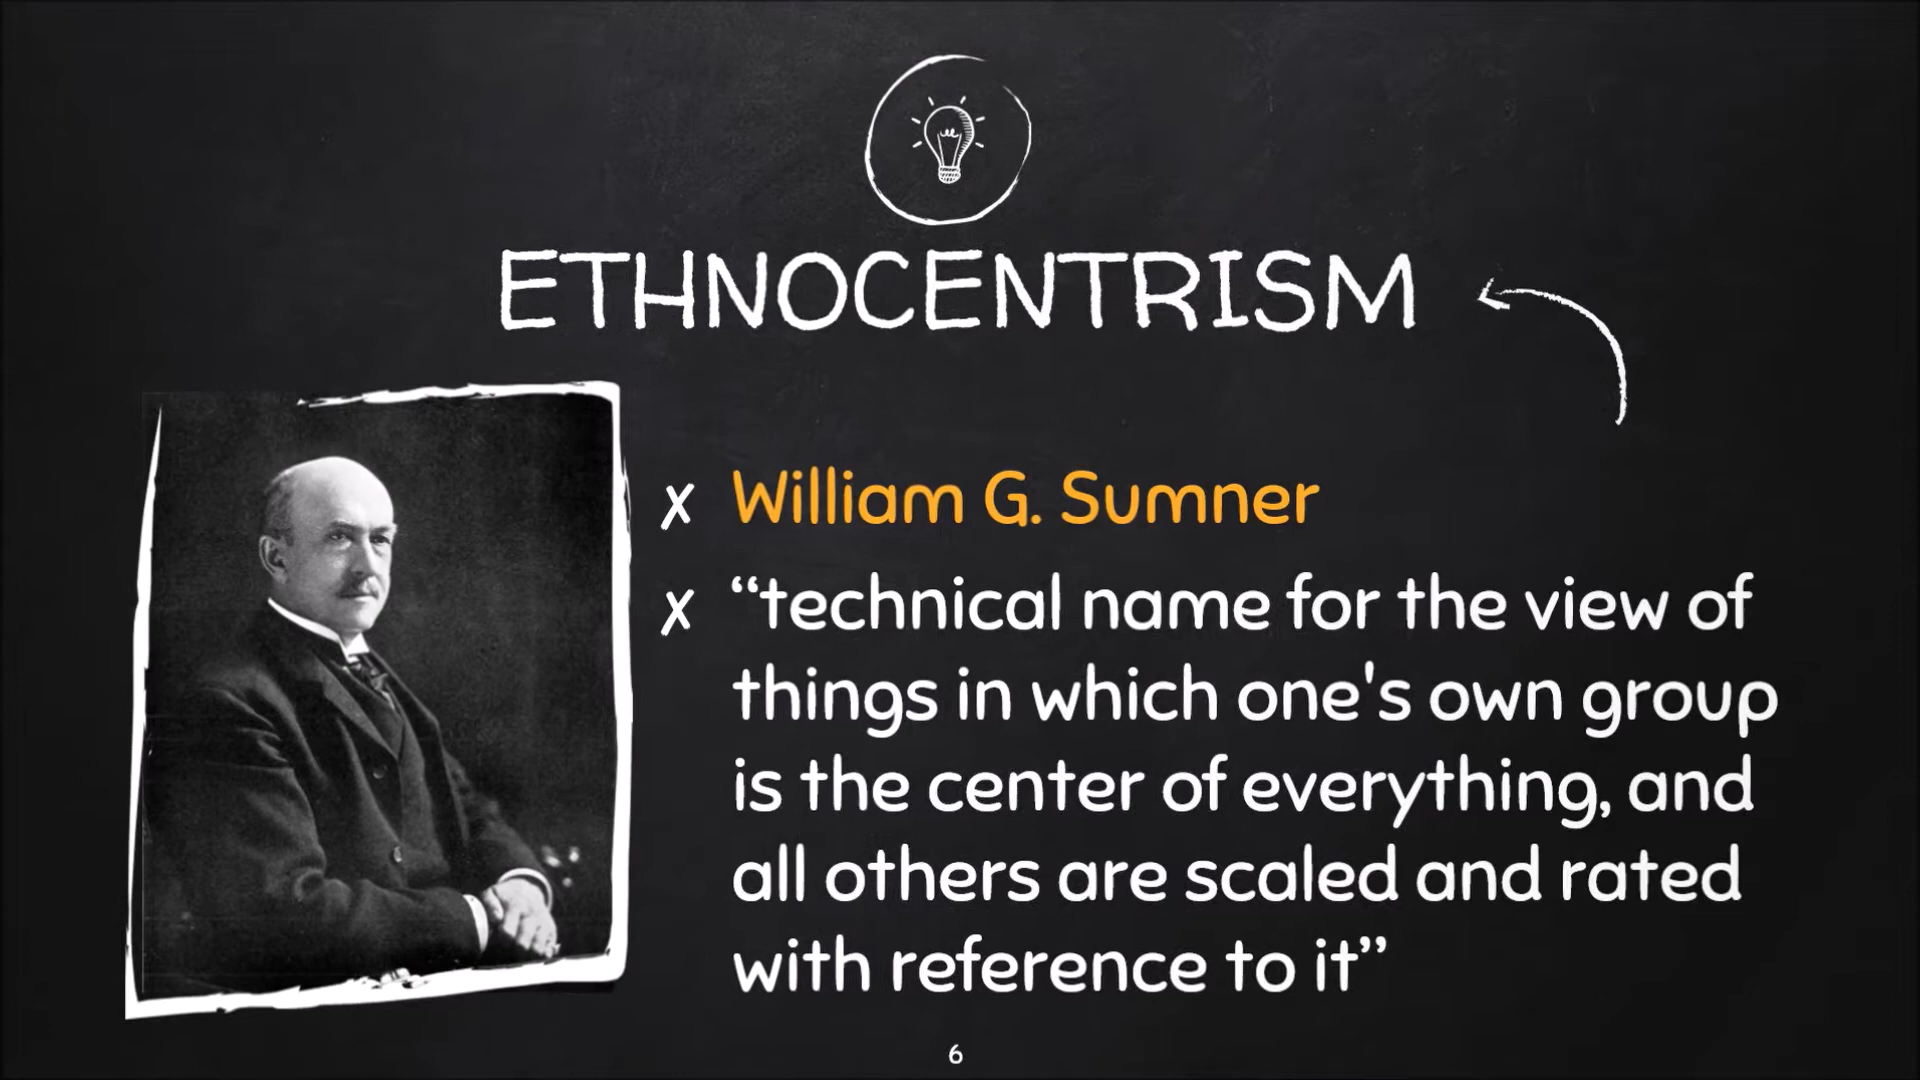 ETHNOCENTRISM
x William G. Sumner
x “technical name for the view of
things in which one's own group
is the center of everything, and
all others are scaled and rated
with reference to it”
6